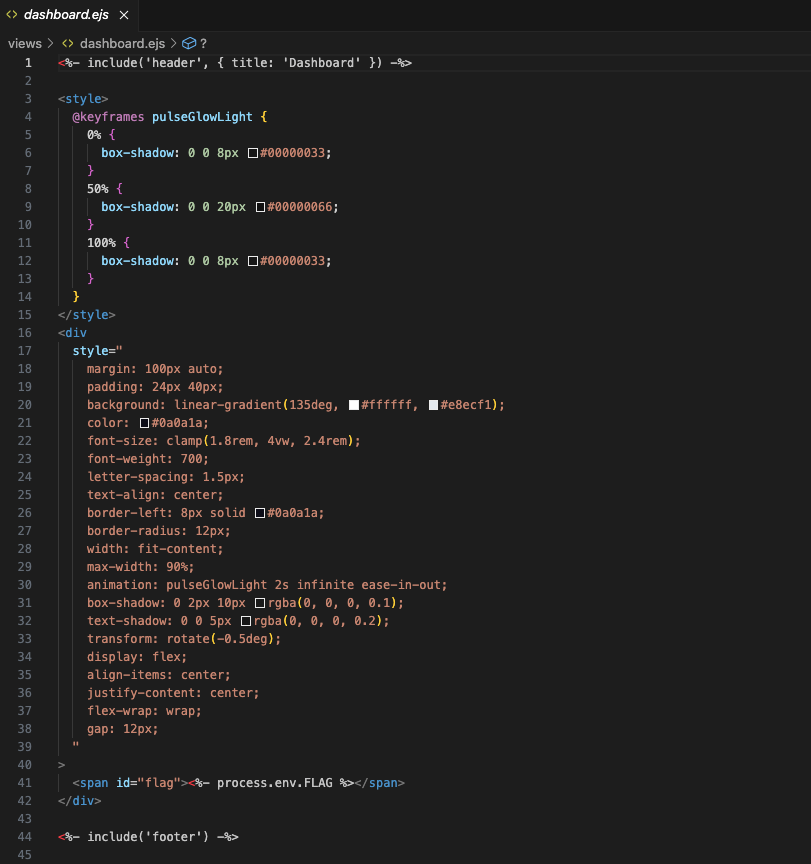 <> dashboard.ejs ×
views > <> dashboard.ejs > ?
1 <%- include('header', { title: 'Dashboard' }) -%>
2
3 <style>
4 @keyframes pulseGlowLight {
5 0% {
6 box-shadow: 0 0 8px #00000033;
7 }
8 50% {
9 box-shadow: 0 0 20px #00000066;
10 }
11 100% {
12 box-shadow: 0 0 8px #00000033;
13 }
14 }
15 </style>
16 <div
17 style="
18 margin: 100px auto;
19 padding: 24px 40px;
20 background: linear-gradient(135deg, #ffffff, #e8ecf1);
21 color: #0a0a1a;
22 font-size: clamp(1.8rem, 4vw, 2.4rem);
23 font-weight: 700;
24 letter-spacing: 1.5px;
25 text-align: center;
26 border-left: 8px solid #0a0a1a;
27 border-radius: 12px;
28 width: fit-content;
29 max-width: 90%;
30 animation: pulseGlowLight 2s infinite ease-in-out;
31 box-shadow: 0 2px 10px rgba(0, 0, 0, 0.1);
32 text-shadow: 0 0 5px rgba(0, 0, 0, 0.2);
33 transform: rotate(-0.5deg);
34 display: flex;
35 align-items: center;
36 justify-content: center;
37 flex-wrap: wrap;
38 gap: 12px;
39 "
40 >
41 <span id="flag"><%- process.env.FLAG %></span>
42 </div>
43
44 <%- include('footer') -%>
45